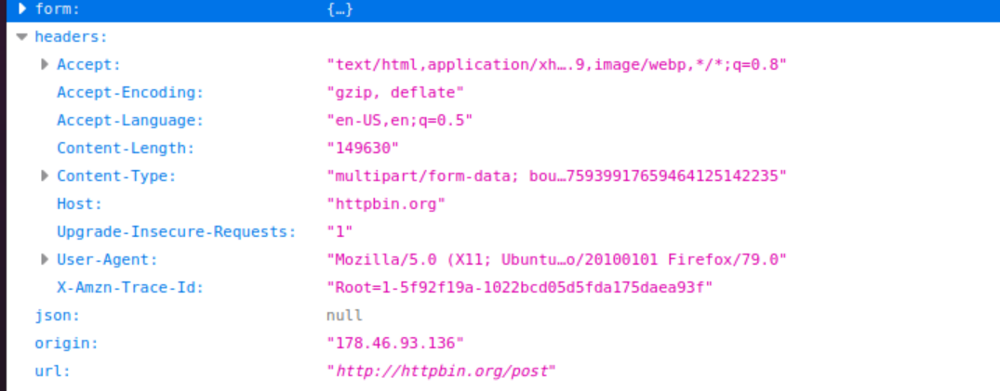 form: {…}
headers:
Accept: "text/html,application/xh….9,image/webp,*/*;q=0.8"
Accept-Encoding: "gzip, deflate"
Accept-Language: "en-US,en;q=0.5"
Content-Length: "149630"
Content-Type: "multipart/form-data; bou…75939917659464125142235"
Host: "httpbin.org"
Upgrade-Insecure-Requests: "1"
User-Agent: "Mozilla/5.0 (X11; Ubuntu…o/20100101 Firefox/79.0"
X-Amzn-Trace-Id: "Root=1-5f92f19a-1022bcd05d5fda175daea93f"
json: null
origin: "178.46.93.136"
url: "http://httpbin.org/post"